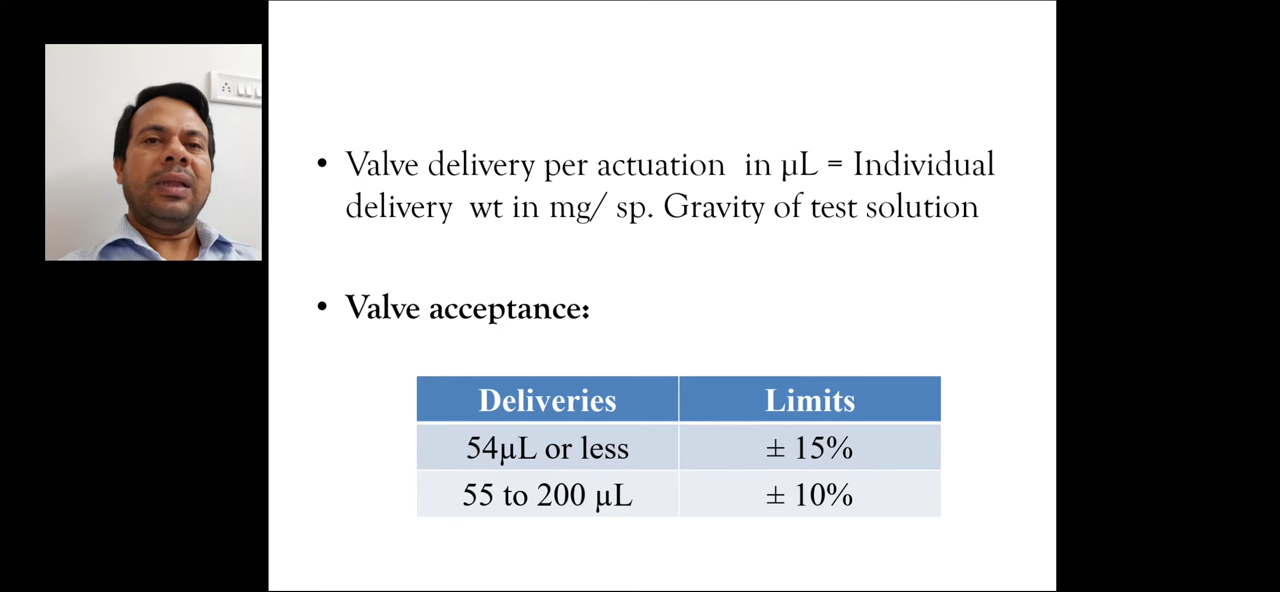 • Valve delivery per actuation in µL = Individual
delivery wt in mg/ sp. Gravity of test solution
• Valve acceptance:
Deliveries Limits
54µL or less ± 15%
55 to 200 µL ± 10%